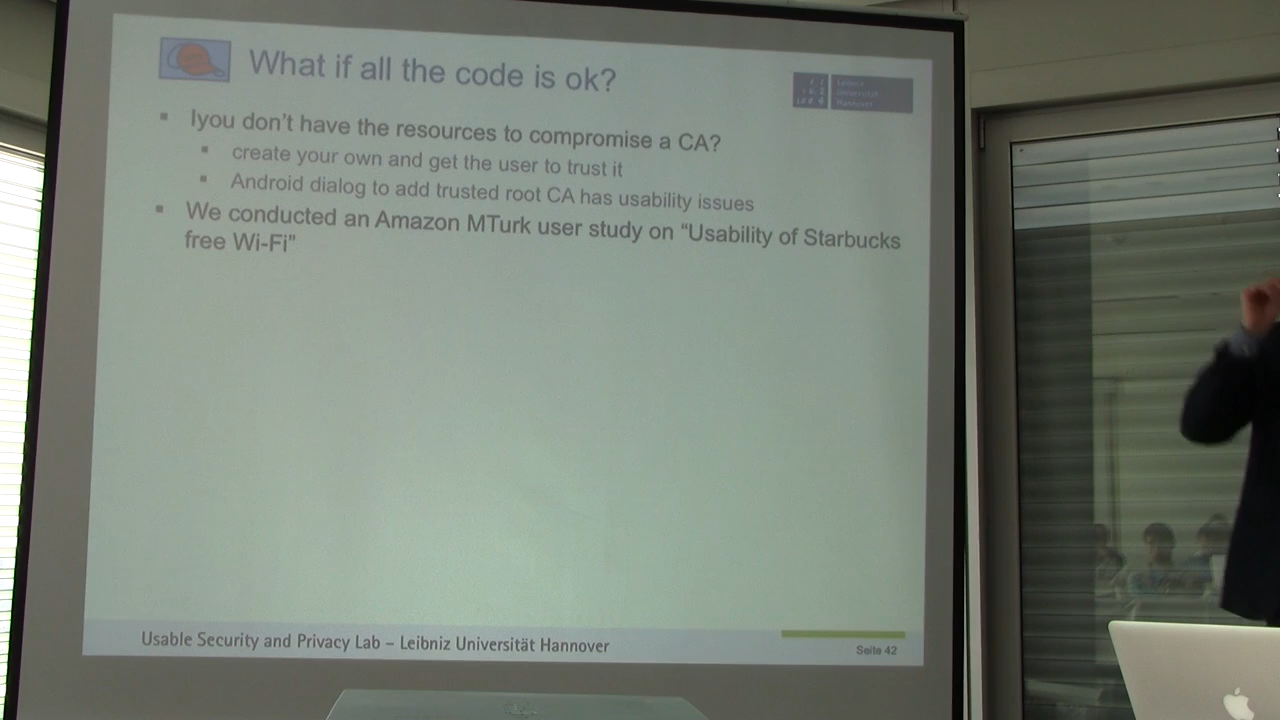 What if all the code is ok?
Leibniz
Universität
Hannover
Iyou don't have the resources to compromise a CA?
create your own and get the user to trust it
Android dialog to add trusted root CA has usability issues
We conducted an Amazon MTurk user study on “Usability of Starbucks
free Wi-Fi”
Usable Security and Privacy Lab – Leibniz Universität Hannover
Seite 42